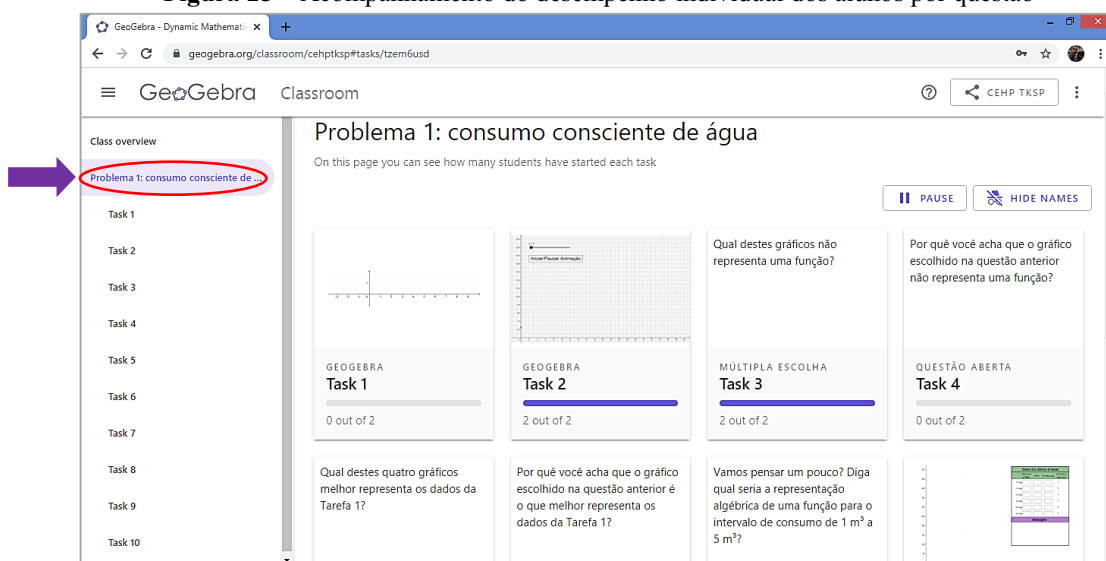 GeoGebra - Dynamic Mathematic
geogebra.org/classroom/cehptksp#tasks/tzem6usd
GeoGebra Classroom
CEHP TKSP
Class overview
Problema 1: consumo consciente de ...
Task 1
Task 2
Task 3
Task 4
Task 5
Task 6
Task 7
Task 8
Task 9
Task 10
Problema 1: consumo consciente de água
On this page you can see how many students have started each task
PAUSE
HIDE NAMES
GEOGEBRA
Task 1
0 out of 2
Iniciar/Pausar Animação
GEOGEBRA
Task 2
2 out of 2
Qual destes gráficos não
representa uma função?
MÚLTIPLA ESCOLHA
Task 3
2 out of 2
Por quê você acha que o gráfico
escolhido na questão anterior
não representa uma função?
QUESTÃO ABERTA
Task 4
0 out of 2
Qual destes quatro gráficos
melhor representa os dados da
Tarefa 1?
Por quê você acha que o gráfico
escolhido na questão anterior é
o que melhor representa os
dados da Tarefa 1?
Vamos pensar um pouco? Diga
qual seria a representação
algébrica de uma função para o
intervalo de consumo de 1 m³ a
5 m³?